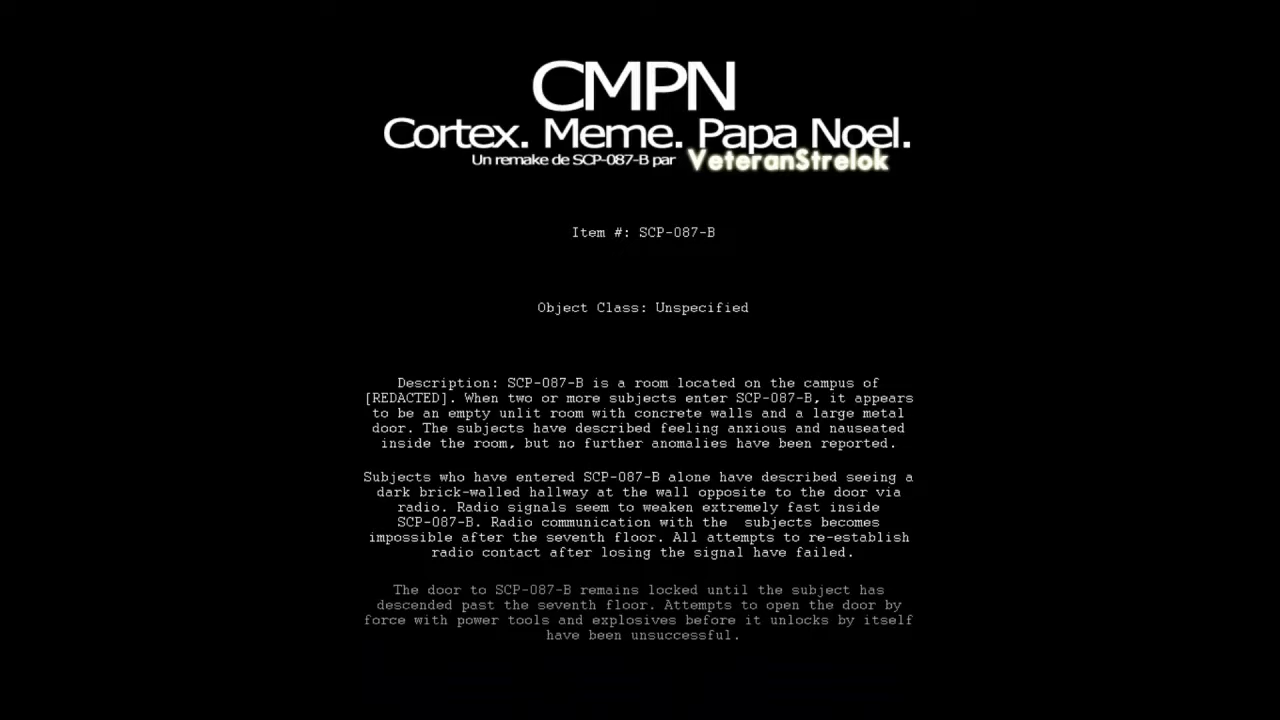 CMPN
Cortex. Meme. Papa Noel.
Un remake de SCP-087-B par VeteranStrelok
Item #: SCP-087-B
Object Class: Unspecified
Description: SCP-087-B is a room located on the campus of
[REDACTED]. When two or more subjects enter SCP-087-B, it appears
to be an empty unlit room with concrete walls and a large metal
door. The subjects have described feeling anxious and nauseated
inside the room, but no further anomalies have been reported.
Subjects who have entered SCP-087-B alone have described seeing a
dark brick-walled hallway at the wall opposite to the door via
radio. Radio signals seem to weaken extremely fast inside
SCP-087-B. Radio communication with the  subjects becomes
impossible after the seventh floor. All attempts to re-establish
radio contact after losing the signal have failed.
The door to SCP-087-B remains locked until the subject has
descended past the seventh floor. Attempts to open the door by
force with power tools and explosives before it unlocks by itself
have been unsuccessful.